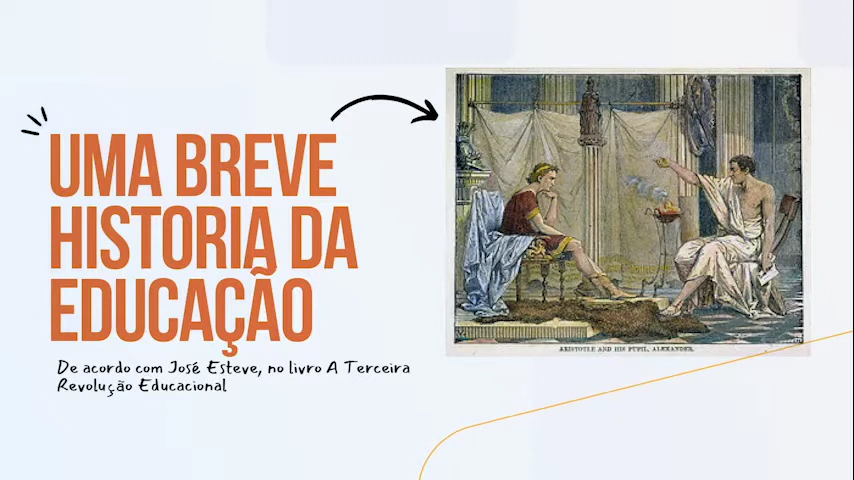 UMA BREVE
HISTORIA DA
EDUCAÇÃO
De acordo com José Esteve, no livro A Terceira
Revolução Educacional
ARISTOTLE AND HIS PUPIL, ALEXANDER.